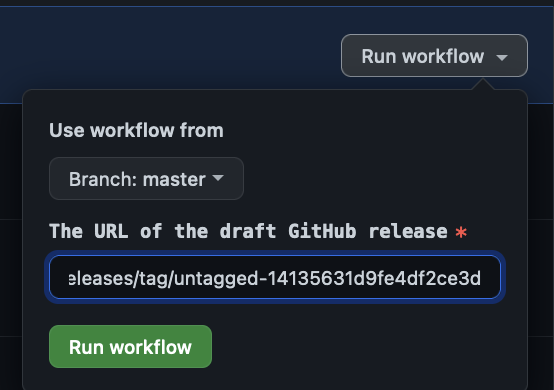 Run workflow
Use workflow from
Branch: master
The URL of the draft GitHub release *
eleases/tag/untagged-14135631d9fe4df2ce3d
Run workflow